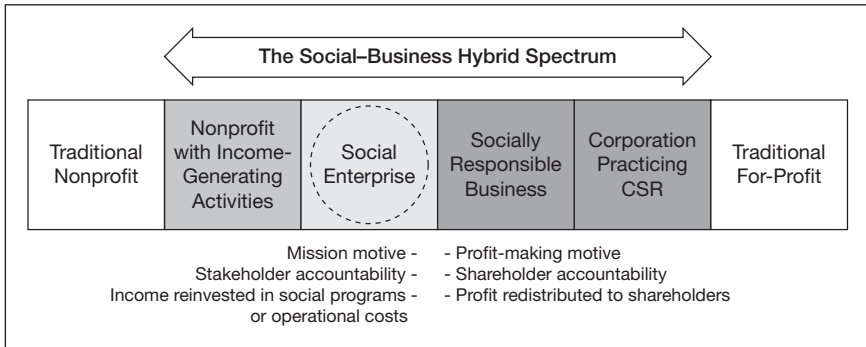 The Social–Business Hybrid Spectrum
Traditional
Nonprofit
Nonprofit
with Income-
Generating
Activities
Social
Enterprise
Socially
Responsible
Business
Corporation
Practicing
CSR
Traditional
For-Profit
Mission motive -
Stakeholder accountability -
Income reinvested in social programs -
or operational costs
- Profit-making motive
- Shareholder accountability
- Profit redistributed to shareholders